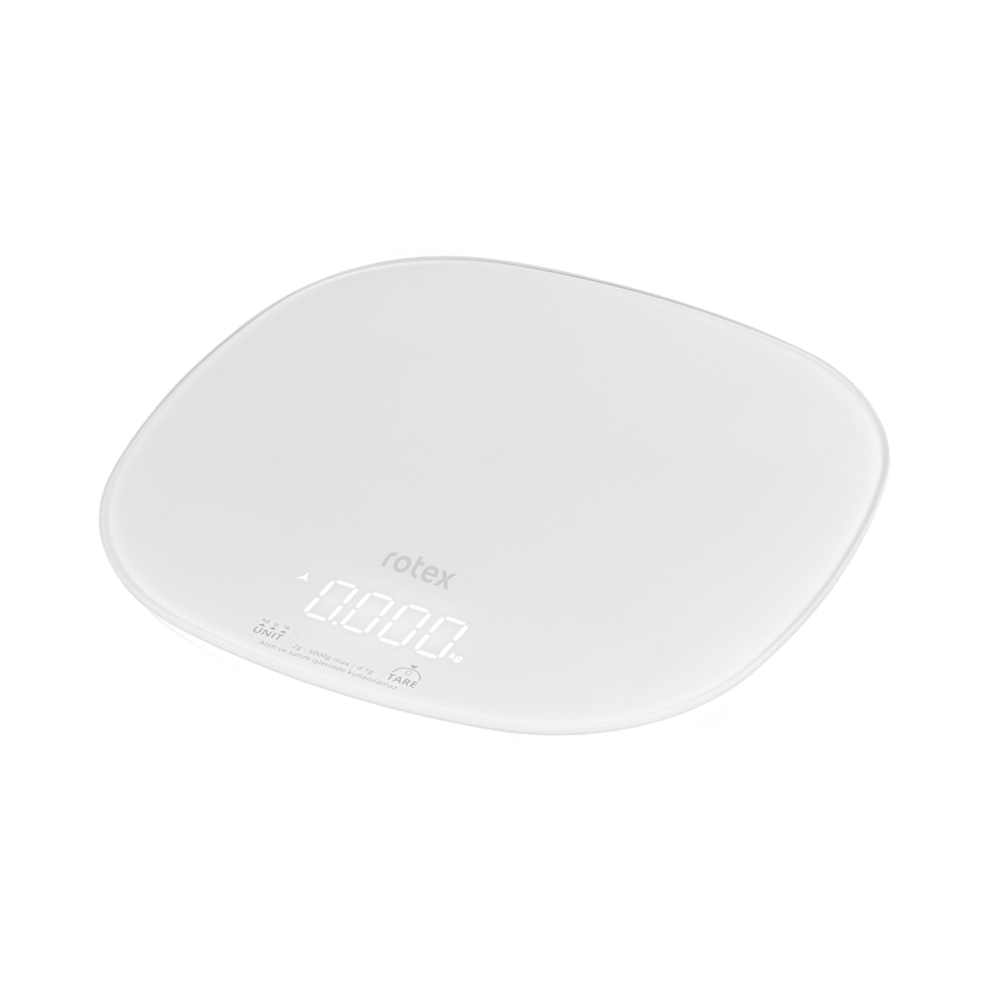 rotex
0.000 kg
kg g lb
UNIT
2g - 5000g max / d:1g
Alım ve satım işlerinde kullanılamaz
0
TARE